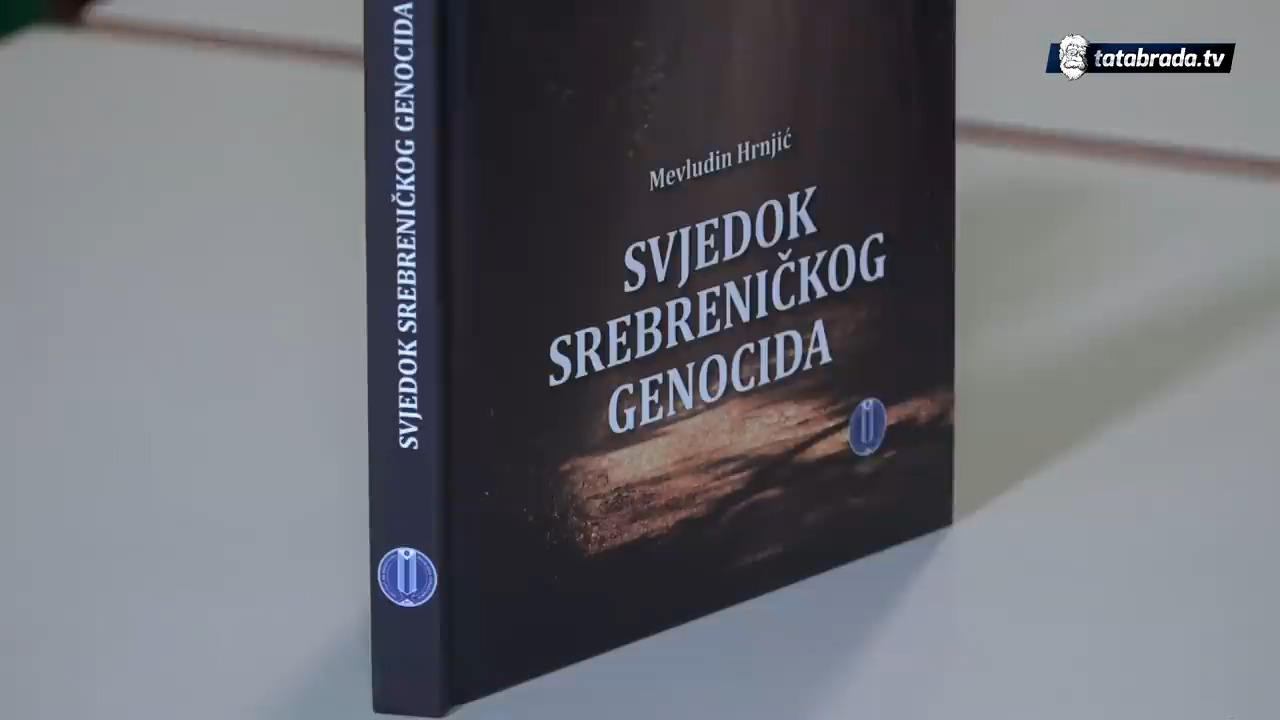 tatabrada.tv
SVJEDOK SREBRENIČKOG GENOCIDA
Mevludin Hrnjić
SVJEDOK
SREBRENIČKOG
GENOCIDA